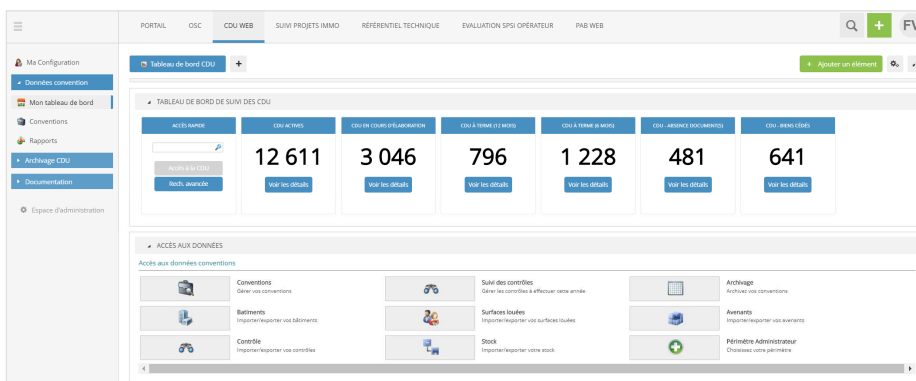 PORTAIL OSC CDU WEB SUIVI PROJETS IMMO RÉFÉRENTIEL TECHNIQUE EVALUATION SPSI OPÉRATEUR PAB WEB + FV
Ma Configuration
Données convention
Mon tableau de bord
Conventions
Rapports
Archivage CDU
Documentation
Espace d'administration
Tableau de bord CDU +
+ Ajouter un élément
TABLEAU DE BORD DE SUIVI DES CDU
ACCÈS RAPIDE CDU ACTIVES CDU EN COURS D'ÉLABORATION CDU À TERME (12 MOIS) CDU À TERME (6 MOIS) CDU - ABSENCE DOCUMENT(S) CDU - BIENS CÉDÉS
12 611 3 046 796 1 228 481 641
Accès à la CDU
Rech. avancée Voir les détails Voir les détails Voir les détails Voir les détails Voir les détails Voir les détails
ACCÈS AUX DONNÉES
Accès aux données conventions
Conventions Suivi des contrôles Archivage
Gérer vos conventions Gérer les contrôles à effectuer cette année Archivez vos conventions
Batiments Surfaces louées Avenants
Importer/exporter vos bâtiments Importer/exporter vos surfaces louées Importer/exporter vos avenants
Contrôle Stock Périmètre Administrateur
Importer/exporter vos contrôles Importer/exporter votre stock Choisissez votre périmètre